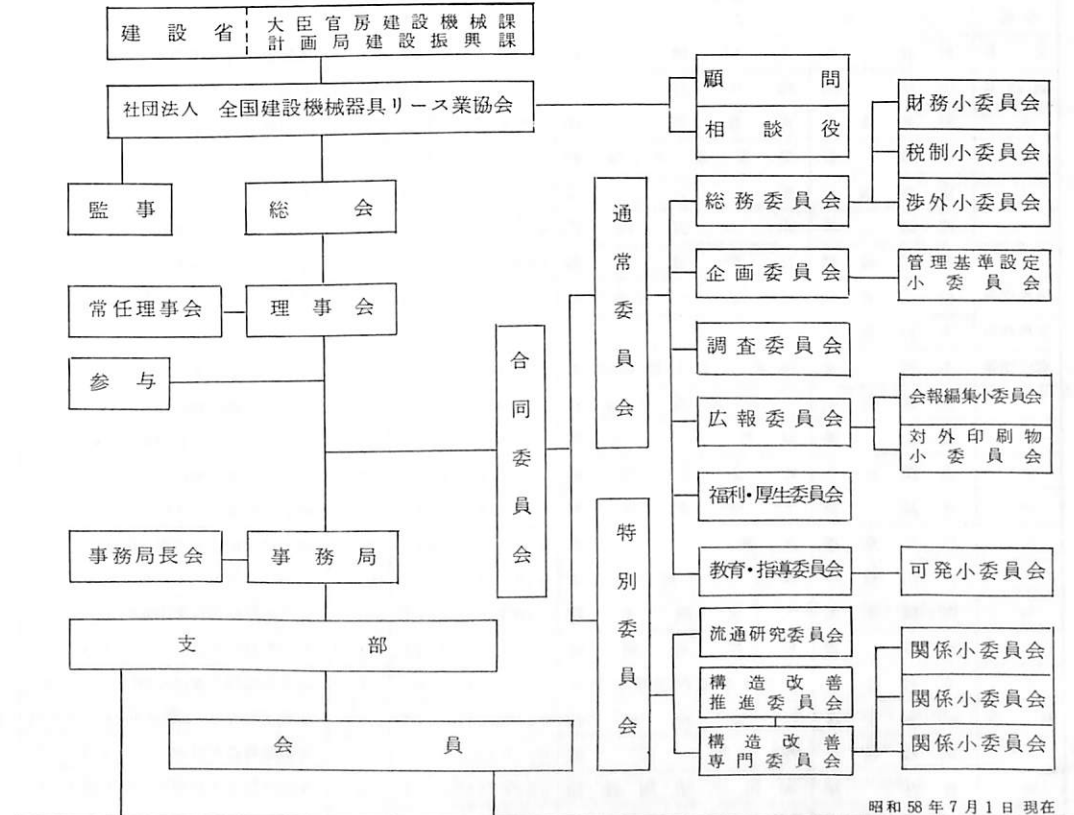 建設省
大臣官房建設機械課
計画局建設振興課
社団法人 全国建設機械器具リース業協会
顧問
相談役
監事
総会
常任理事会
理事会
参与
合同委員会
事務局長会
事務局
支部
会員
通常委員会
総務委員会
財務小委員会
税制小委員会
渉外小委員会
企画委員会
管理基準設定
小委員会
調査委員会
広報委員会
会報編集小委員会
対外印刷物
小委員会
福利・厚生委員会
教育・指導委員会
可発小委員会
特別委員会
流通研究委員会
構造改善
推進委員会
構造改善
専門委員会
関係小委員会
関係小委員会
関係小委員会
昭和58年7月1日現在